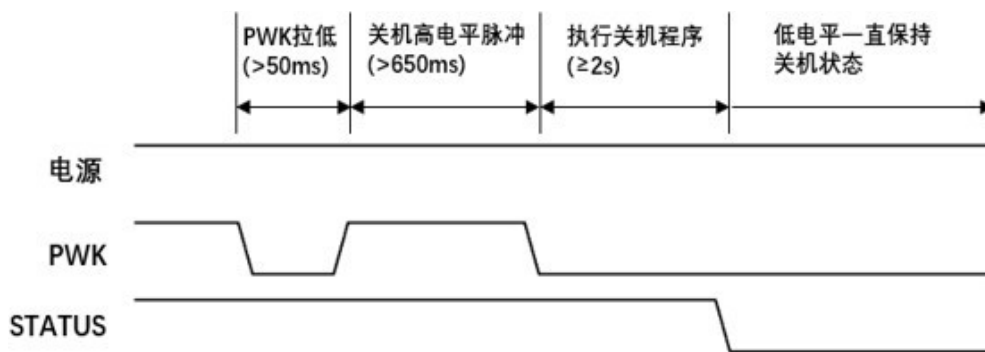 PWK拉低
(>50ms)
关机高电平脉冲
(>650ms)
执行关机程序
(≥2s)
低电平一直保持
关机状态
电源
PWK
STATUS